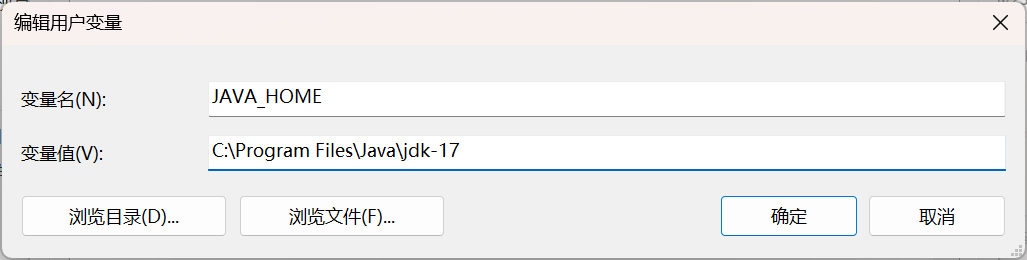 编辑用户变量
变量名(N):
JAVA_HOME
变量值(V):
C:\Program Files\Java\jdk-17
浏览目录(D)...
浏览文件(F)...
确定
取消